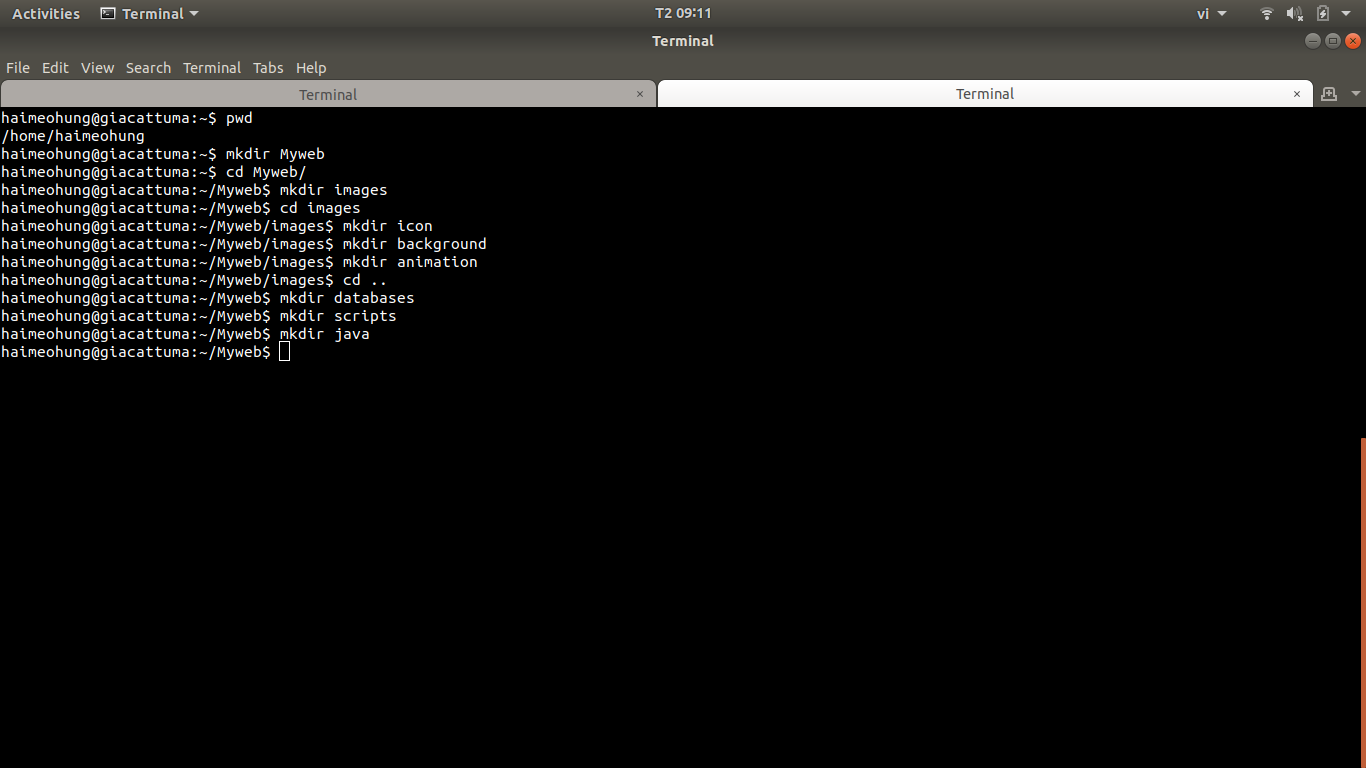 Activities Terminal T2 09:11 vi
Terminal
File Edit View Search Terminal Tabs Help
Terminal × Terminal ×
haimeohung@giacattuma:~$ pwd
/home/haimeohung
haimeohung@giacattuma:~$ mkdir Myweb
haimeohung@giacattuma:~$ cd Myweb/
haimeohung@giacattuma:~/Myweb$ mkdir images
haimeohung@giacattuma:~/Myweb$ cd images
haimeohung@giacattuma:~/Myweb/images$ mkdir icon
haimeohung@giacattuma:~/Myweb/images$ mkdir background
haimeohung@giacattuma:~/Myweb/images$ mkdir animation
haimeohung@giacattuma:~/Myweb/images$ cd ..
haimeohung@giacattuma:~/Myweb$ mkdir databases
haimeohung@giacattuma:~/Myweb$ mkdir scripts
haimeohung@giacattuma:~/Myweb$ mkdir java
haimeohung@giacattuma:~/Myweb$